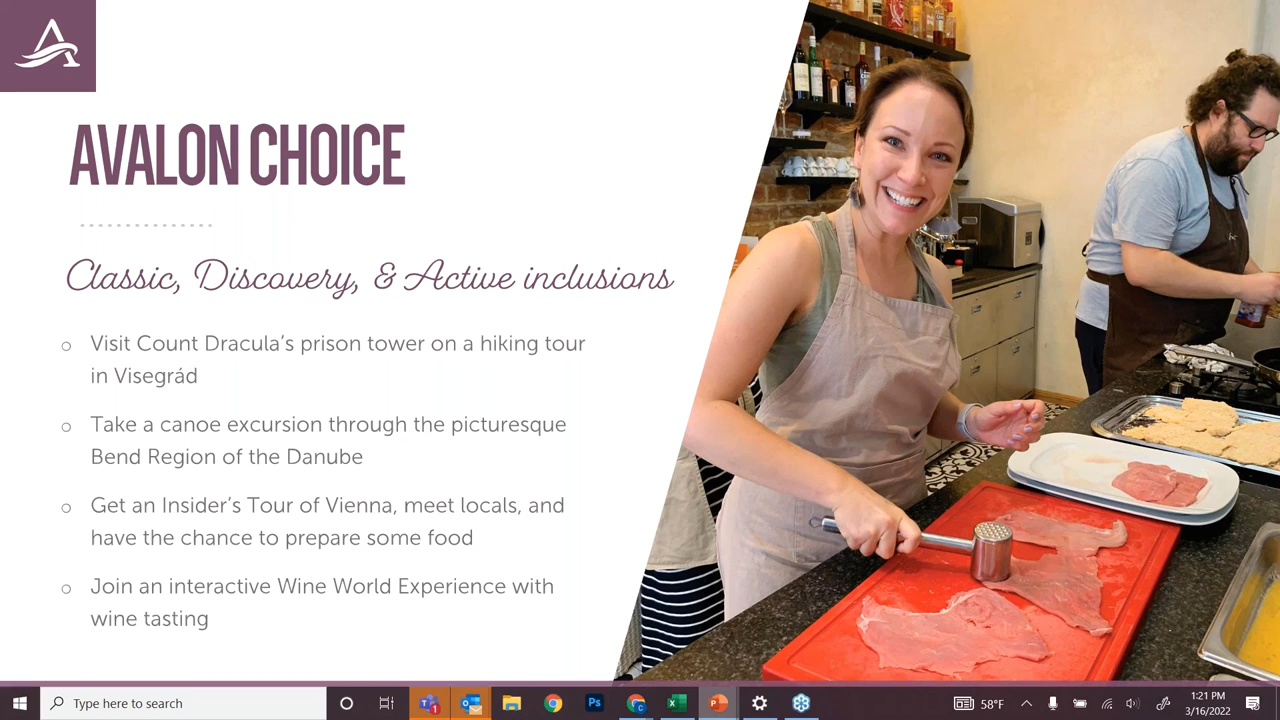 AVALON CHOICE
Classic, Discovery, & Active inclusions
Visit Count Dracula's prison tower on a hiking tour
in Visegrád
Take a canoe excursion through the picturesque
Bend Region of the Danube
Get an Insider's Tour of Vienna, meet locals, and
have the chance to prepare some food
Join an interactive Wine World Experience with
wine tasting
Type here to search
58°F
1:21 PM
3/16/2022